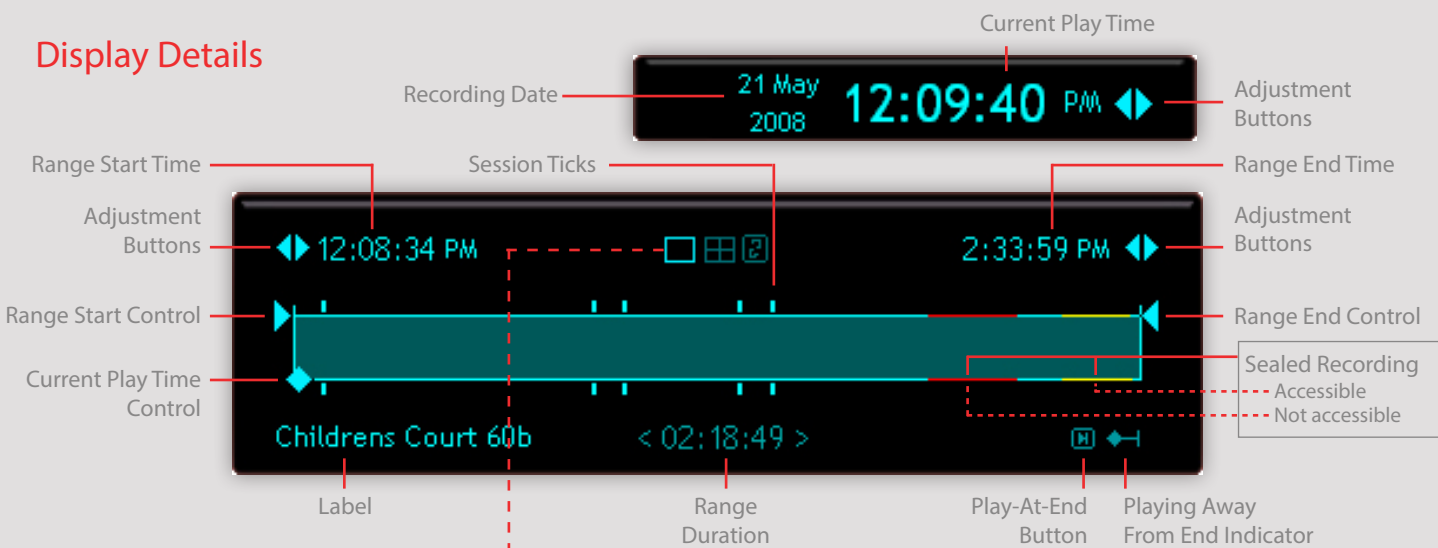 Current Play Time
Display Details
Recording Date
21 May
2008
12:09:40 PM
Adjustment
Buttons
Range Start Time
Session Ticks
Range End Time
Adjustment
Buttons
12:08:34 PM
2:33:59 PM
Adjustment
Buttons
Range Start Control
Range End Control
Current Play Time
Control
Sealed Recording
Accessible
Not accessible
Childrens Court 60b
< 02:18:49 >
Label
Range
Duration
Play-At-End
Button
Playing Away
From End Indicator